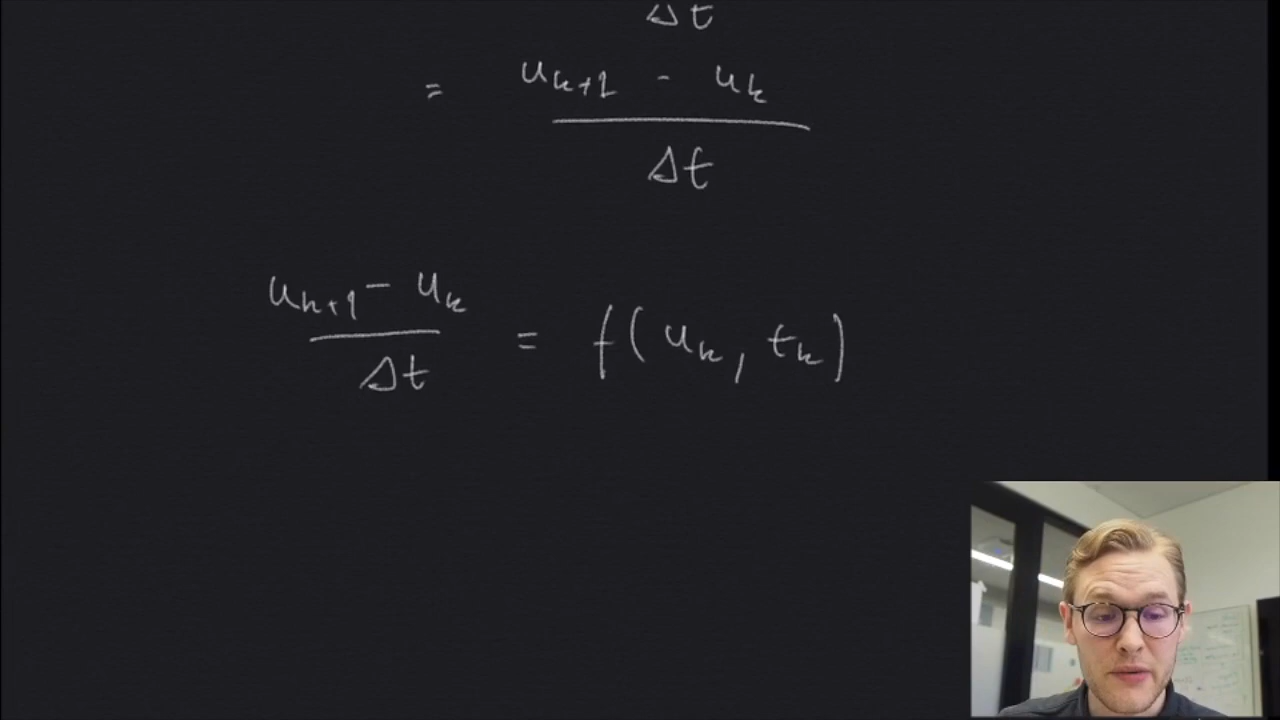 Δt
= u_{k+1} - u_k
Δt
u_{k+1} - u_k
Δt
= f(u_k, t_k)